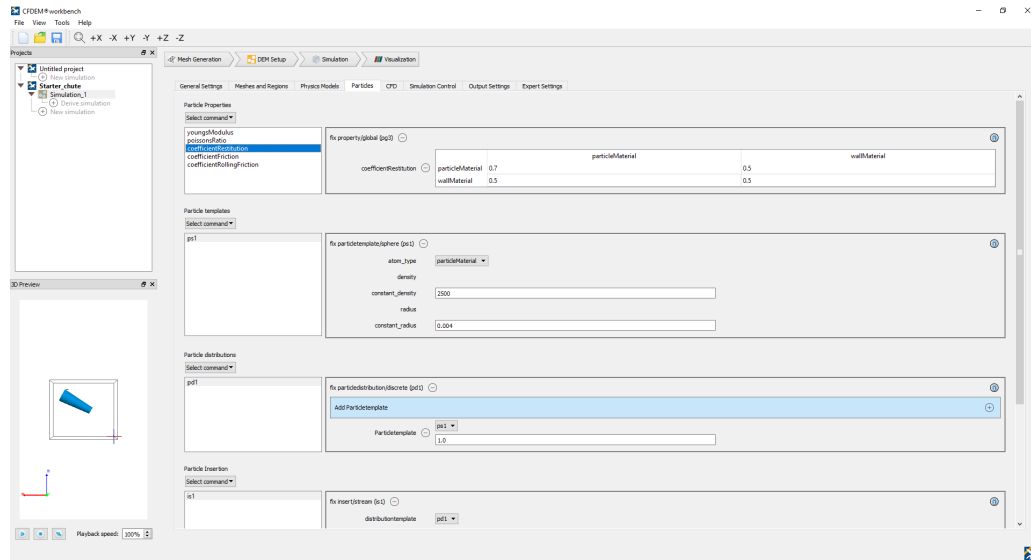 CFDEM®workbench
File View Tools Help
+X -X +Y -Y +Z -Z
Projects
Untitled project
New simulation
Starter_chute
Simulation_1
Derive simulation
New simulation
3D Preview
Playback speed: 100%
Mesh Generation DEM Setup Simulation Visualization
General Settings Meshes and Regions Physics Models Particles CFD Simulation Control Output Settings Expert Settings
Particle Properties
Select command
youngsModulus
poissonsRatio
coefficientRestitution
coefficientFriction
coefficientRollingFriction
fix property/global (pg3)
particleMaterial wallMaterial
coefficientRestitution particleMaterial 0.7 0.5
wallMaterial 0.5 0.5
Particle templates
Select command
ps1
fix particletemplate/sphere (ps1)
atom_type particleMaterial
density
constant_density 2500
radius
constant_radius 0.004
Particle distributions
Select command
pd1
fix particledistribution/discrete (pd1)
Add Particletemplate
Particletemplate ps1
1.0
Particle Insertion
Select command
is1
fix insert/stream (is1)
distributiontemplate pd1